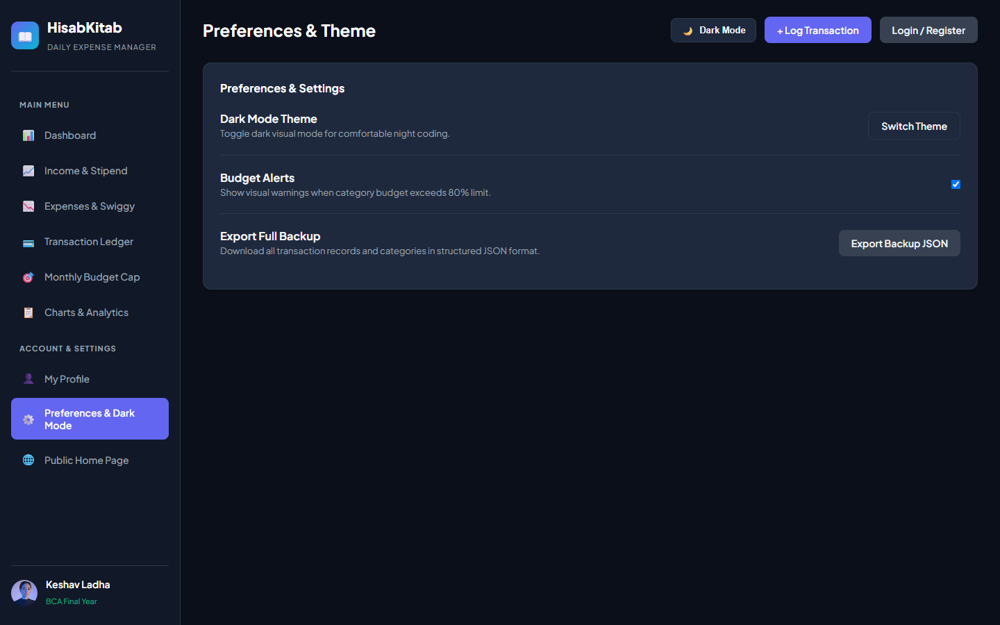 HisabKitab
DAILY EXPENSE MANAGER
MAIN MENU
Dashboard
Income & Stipend
Expenses & Swiggy
Transaction Ledger
Monthly Budget Cap
Charts & Analytics
ACCOUNT & SETTINGS
My Profile
Preferences & Dark
Mode
Public Home Page
Keshav Ladha
BCA Final Year
Preferences & Theme
Dark Mode
+ Log Transaction
Login / Register
Preferences & Settings
Dark Mode Theme
Toggle dark visual mode for comfortable night coding.
Switch Theme
Budget Alerts
Show visual warnings when category budget exceeds 80% limit.
Export Full Backup
Download all transaction records and categories in structured JSON format.
Export Backup JSON